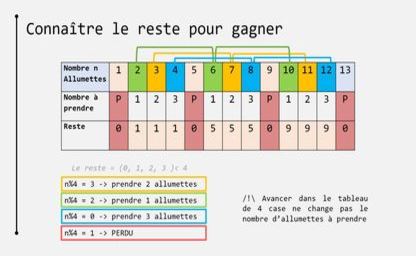 Connaître le reste pour gagner
Nombre n Allumettes 1 2 3 4 5 6 7 8 9 10 11 12 13
Nombre à prendre P 1 2 3 P 1 2 3 P 1 2 3 P
Reste 0 1 1 1 0 5 5 5 0 9 9 9 0
Le reste = (0, 1, 2, 3 )< 4
n%4 = 3 -> prendre 2 allumettes
n%4 = 2 -> prendre 1 allumettes
n%4 = 0 -> prendre 3 allumettes
n%4 = 1 -> PERDU
/!\ Avancer dans le tableau
de 4 case ne change pas le
nombre d'allumettes à prendre